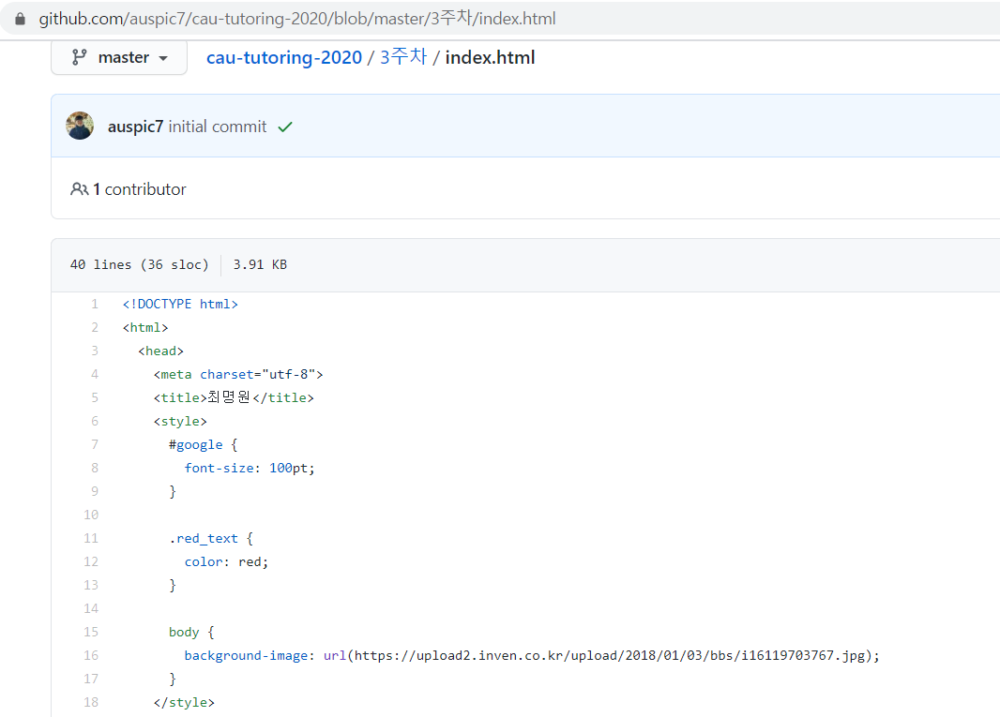 github.com/auspic7/cau-tutoring-2020/blob/master/3주차/index.html
master cau-tutoring-2020 / 3주차 / index.html
auspic7 initial commit
1 contributor
40 lines (36 sloc) 3.91 KB
1 <!DOCTYPE html>
2 <html>
3 <head>
4 <meta charset="utf-8">
5 <title>최명원</title>
6 <style>
7 #google {
8 font-size: 100pt;
9 }
10
11 .red_text {
12 color: red;
13 }
14
15 body {
16 background-image: url(https://upload2.inven.co.kr/upload/2018/01/03/bbs/i16119703767.jpg);
17 }
18 </style>